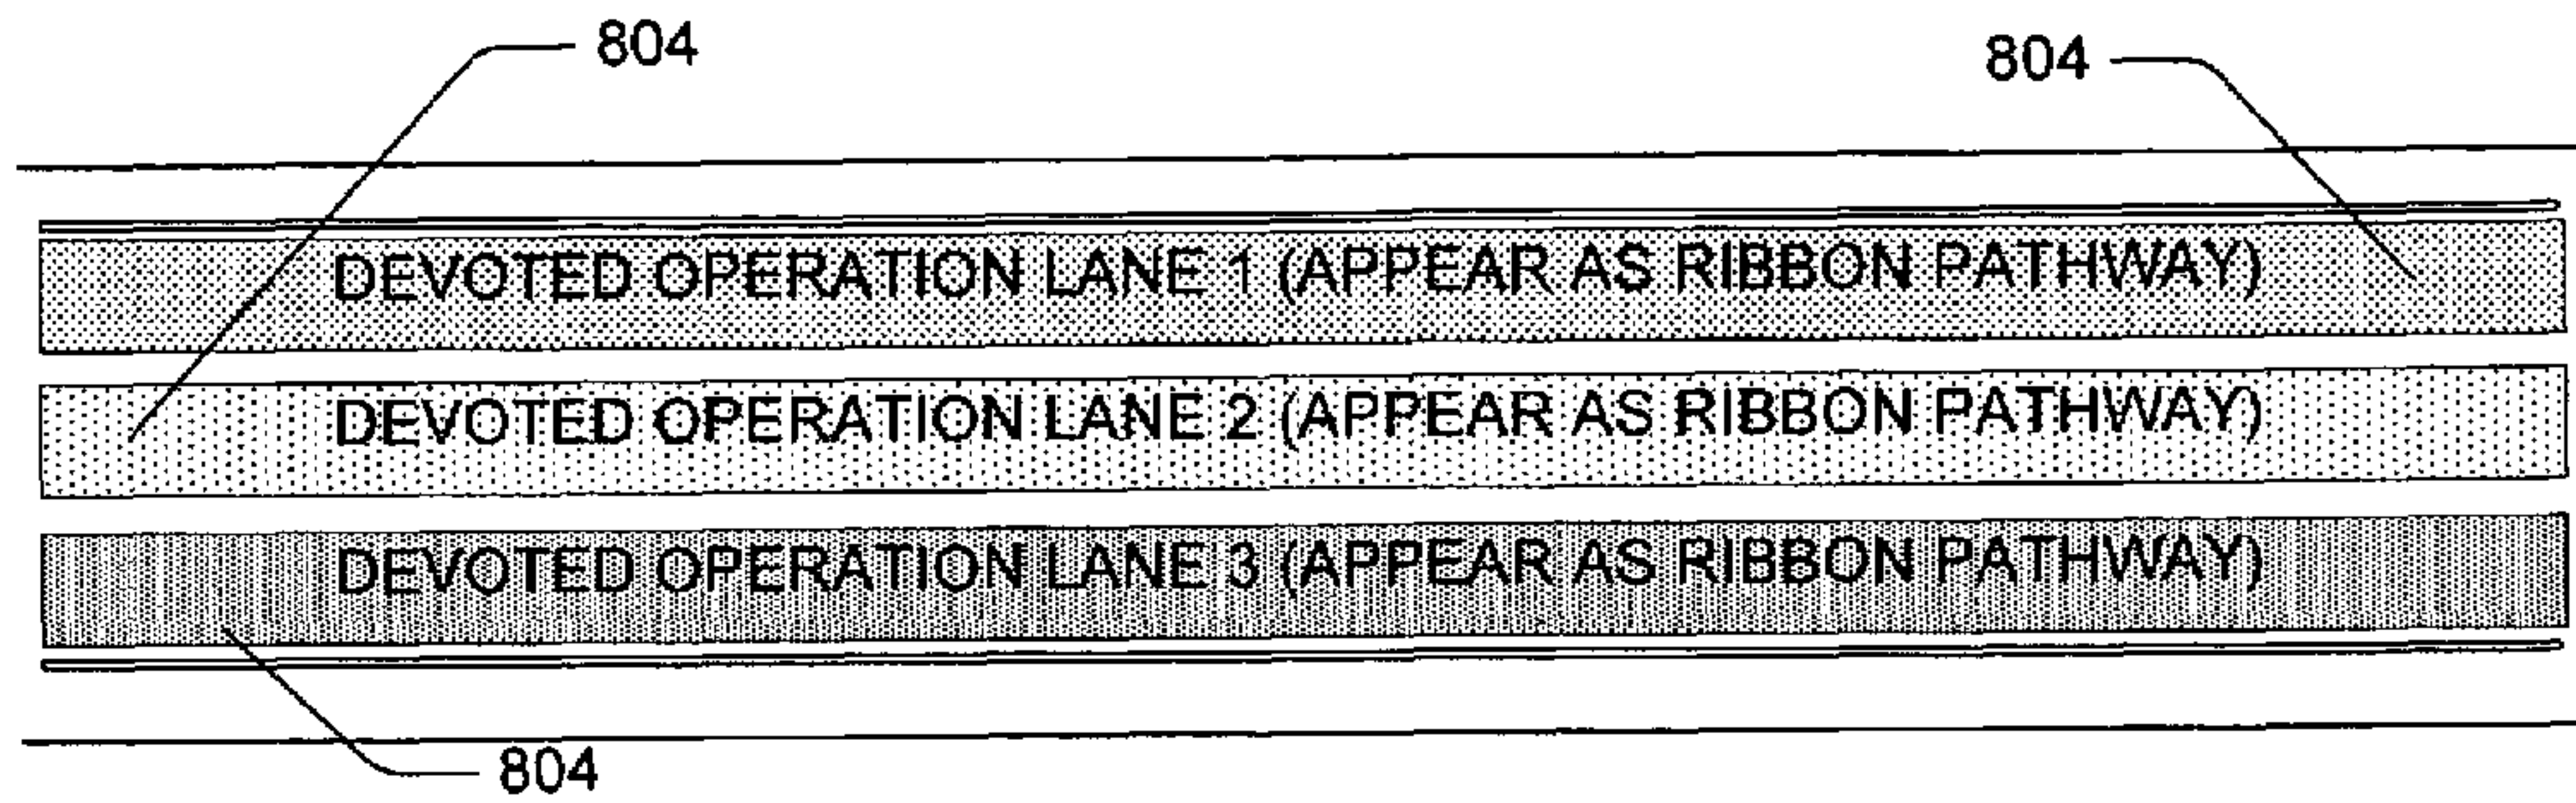 804
804
DEVOTED OPERATION LANE 1 (APPEAR AS RIBBON PATHWAY)
DEVOTED OPERATION LANE 2 (APPEAR AS RIBBON PATHWAY)
DEVOTED OPERATION LANE 3 (APPEAR AS RIBBON PATHWAY)
804